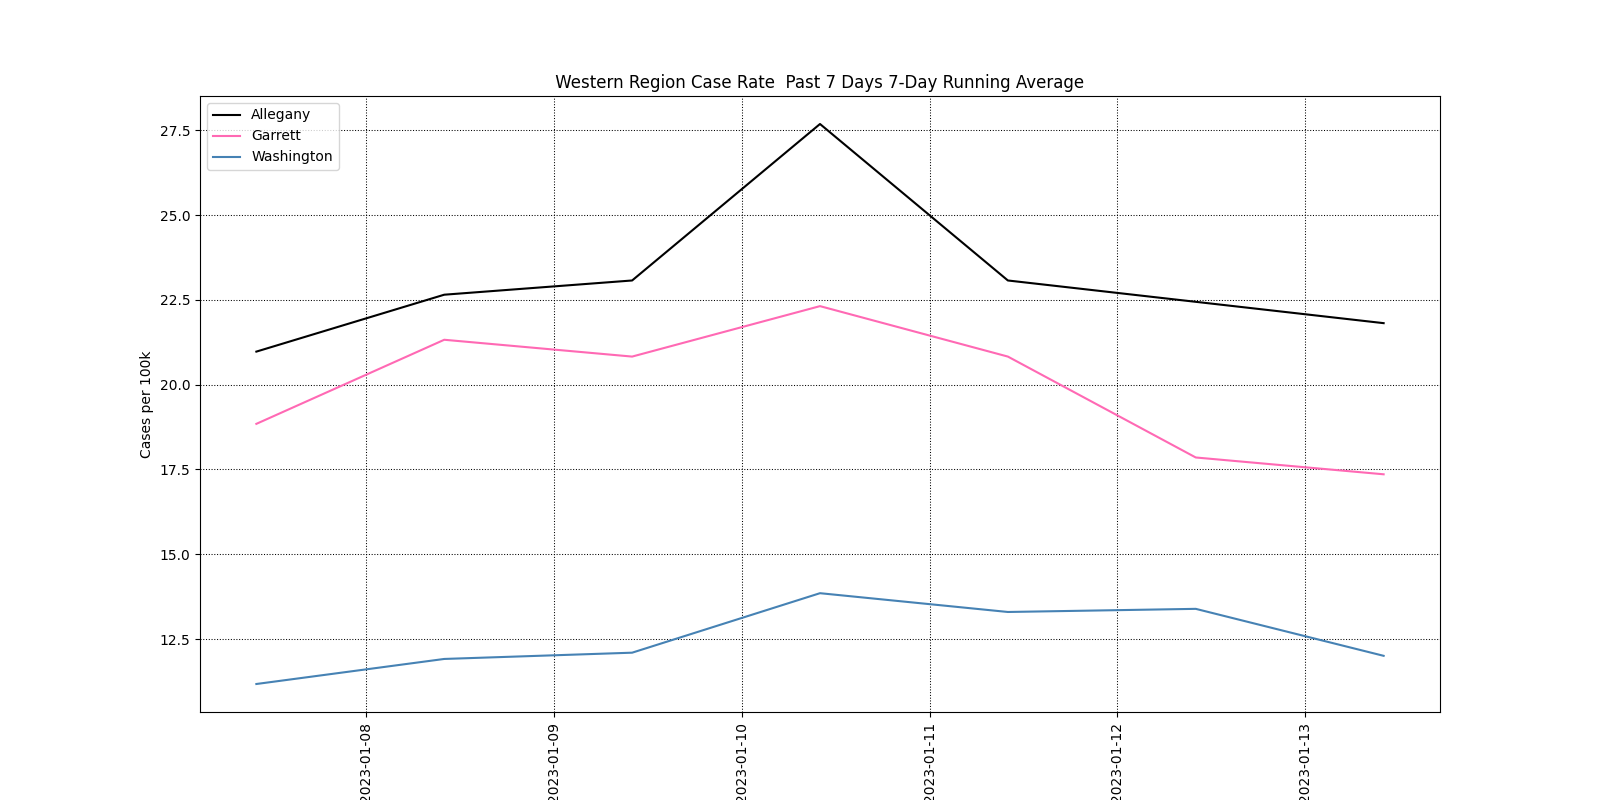 Western Region Case Rate  Past 7 Days 7-Day Running Average
Allegany
Garrett
Washington
27.5
25.0
22.5
20.0
17.5
15.0
12.5
Cases per 100k
2023-01-08
2023-01-09
2023-01-10
2023-01-11
2023-01-12
2023-01-13